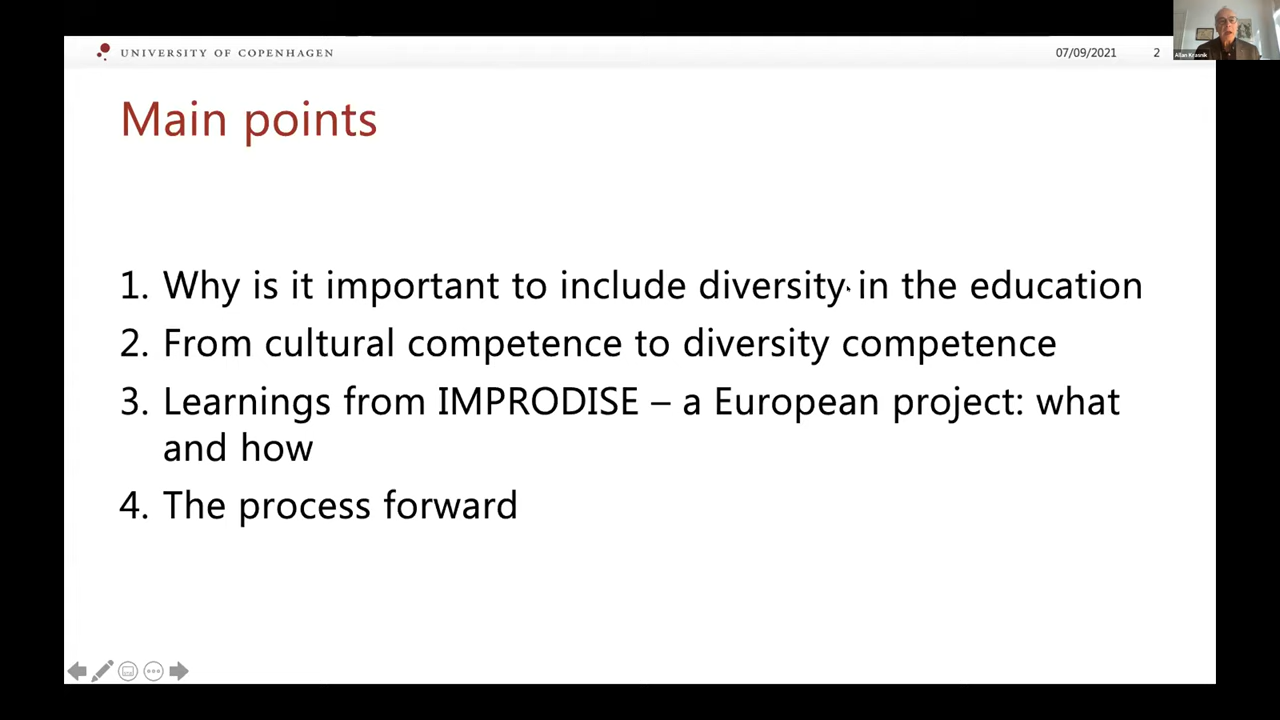 UNIVERSITY OF COPENHAGEN
07/09/2021 2
Allan Krasnik
Main points
1. Why is it important to include diversity in the education
2. From cultural competence to diversity competence
3. Learnings from IMPRODISE – a European project: what
and how
4. The process forward